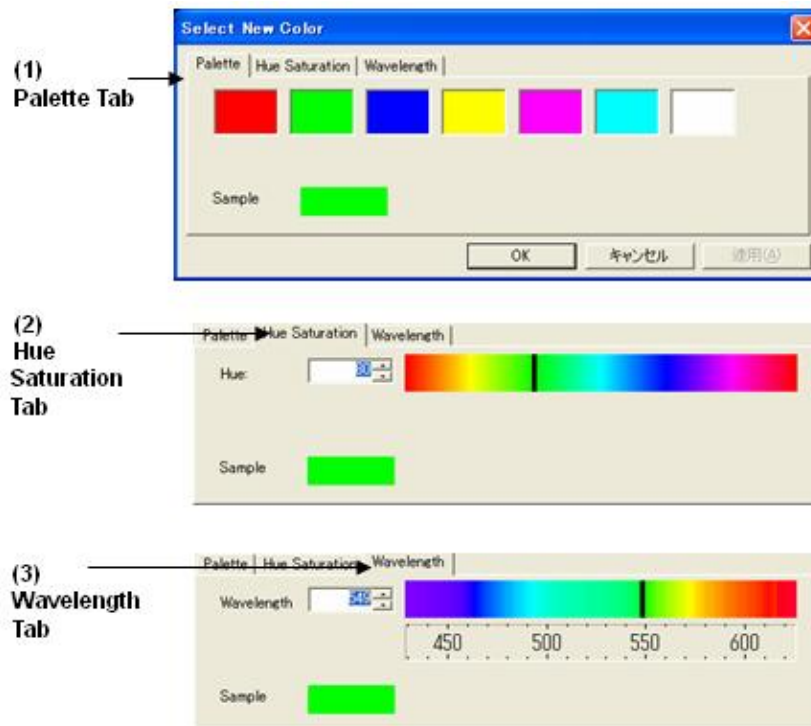 Select New Color
(1)
Palette Tab
Palette Hue Saturation Wavelength
Sample
OK キャンセル 適用(A)
(2)
Hue
Saturation
Tab
Palette Hue Saturation Wavelength
Hue: 80
Sample
(3)
Wavelength
Tab
Palette Hue Saturation Wavelength
Wavelength 549
450 500 550 600
Sample